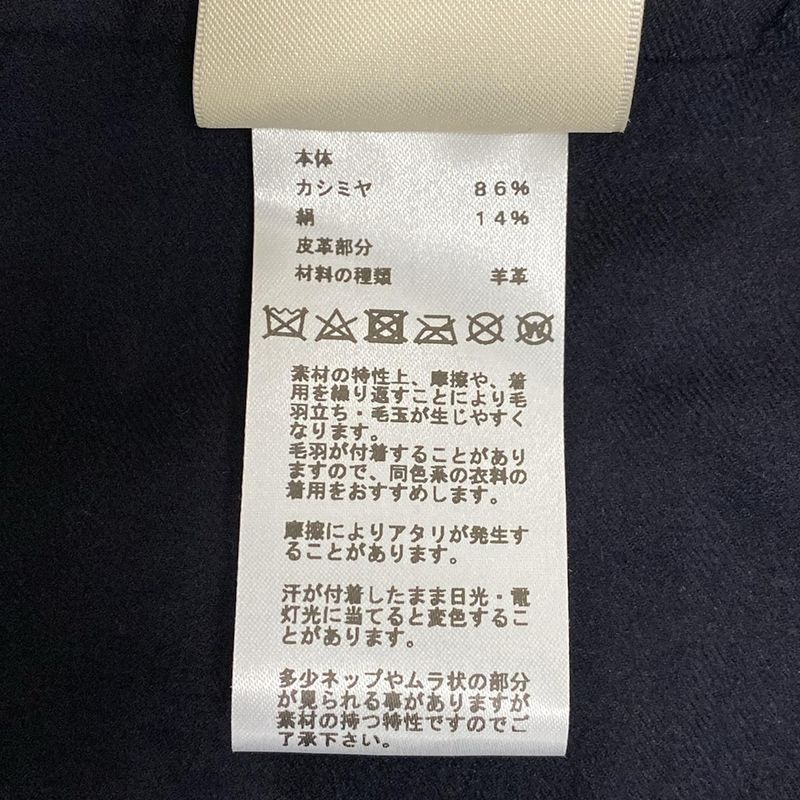 本体
カシミヤ 86%
絹 14%
皮革部分
材料の種類 羊革
W
素材の特性上、摩擦や、着
用を繰り返すことにより毛
羽立ち・毛玉が生じやすく
なります。
毛羽が付着することがあり
ますので、同色系の衣料の
着用をおすすめします。
摩擦によりアタリが発生す
ることがあります。
汗が付着したまま日光・電
灯光に当てると変色するこ
とがあります。
多少ネップやムラ状の部分
が見られる事がありますが
素材の持つ特性ですのでご
了承下さい。